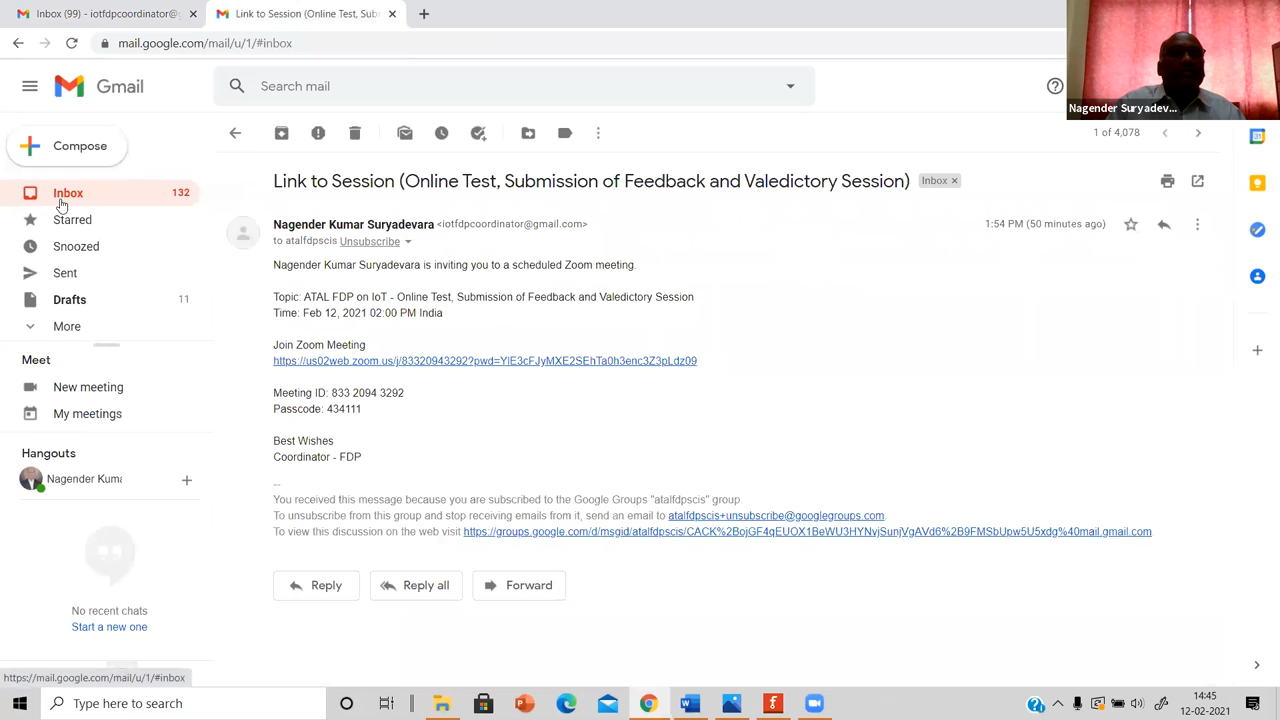 Inbox (99) - iotfdpcoordinator@g
Link to Session (Online Test, Sub
mail.google.com/mail/u/1/#inbox
Gmail
Search mail
Nagender Suryadev...
Compose
1 of 4,078
Link to Session (Online Test, Submission of Feedback and Valedictory Session)
Inbox
Inbox 132
Starred
Snoozed
Sent
Drafts 11
More
Nagender Kumar Suryadevara <iotfdpcoordinator@gmail.com>
1:54 PM (50 minutes ago)
to atalfdpscis Unsubscribe
Nagender Kumar Suryadevara is inviting you to a scheduled Zoom meeting.
Topic: ATAL FDP on IoT - Online Test, Submission of Feedback and Valedictory Session
Time: Feb 12, 2021 02:00 PM India
Join Zoom Meeting
https://us02web.zoom.us/j/83320943292?pwd=YlE3cFJyMXE2SEhTa0h3enc3Z3pLdz09
Meeting ID: 833 2094 3292
Passcode: 434111
Best Wishes
Coordinator - FDP
--
You received this message because you are subscribed to the Google Groups "atalfdpscis" group.
To unsubscribe from this group and stop receiving emails from it, send an email to atalfdpscis+unsubscribe@googlegroups.com.
To view this discussion on the web visit https://groups.google.com/d/msgid/atalfdpscis/CACK%2BojGF4qEUOX1BeWU3HYNvjSunjVgAVd6%2B9FMSbUpw5U5xdg%40mail.gmail.com
Reply
Reply all
Forward
Meet
New meeting
My meetings
Hangouts
Nagender Kuma
No recent chats
Start a new one
https://mail.google.com/mail/u/1/#inbox
Type here to search
14:45
12-02-2021